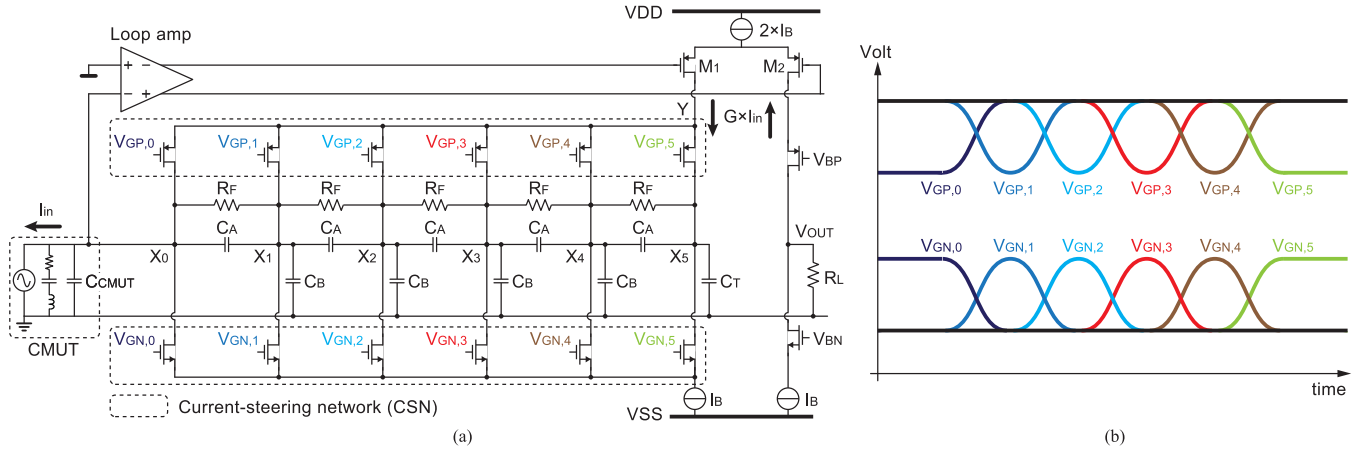 VDD
2×IB
Loop amp
+ −
− +
M1 M2
Y
G×Iin
VGP,0 VGP,1 VGP,2 VGP,3 VGP,4 VGP,5
VBP
RF RF RF RF RF
Iin
CA CA CA CA CA
VOUT
X0 X1 X2 X3 X4 X5
CCMUT
CB CB CB CB CT
RL
CMUT
VGN,0 VGN,1 VGN,2 VGN,3 VGN,4 VGN,5
VBN
Current-steering network (CSN)
VSS
IB IB
(a)
Volt
VGP,0 VGP,1 VGP,2 VGP,3 VGP,4 VGP,5
VGN,0 VGN,1 VGN,2 VGN,3 VGN,4 VGN,5
time
(b)